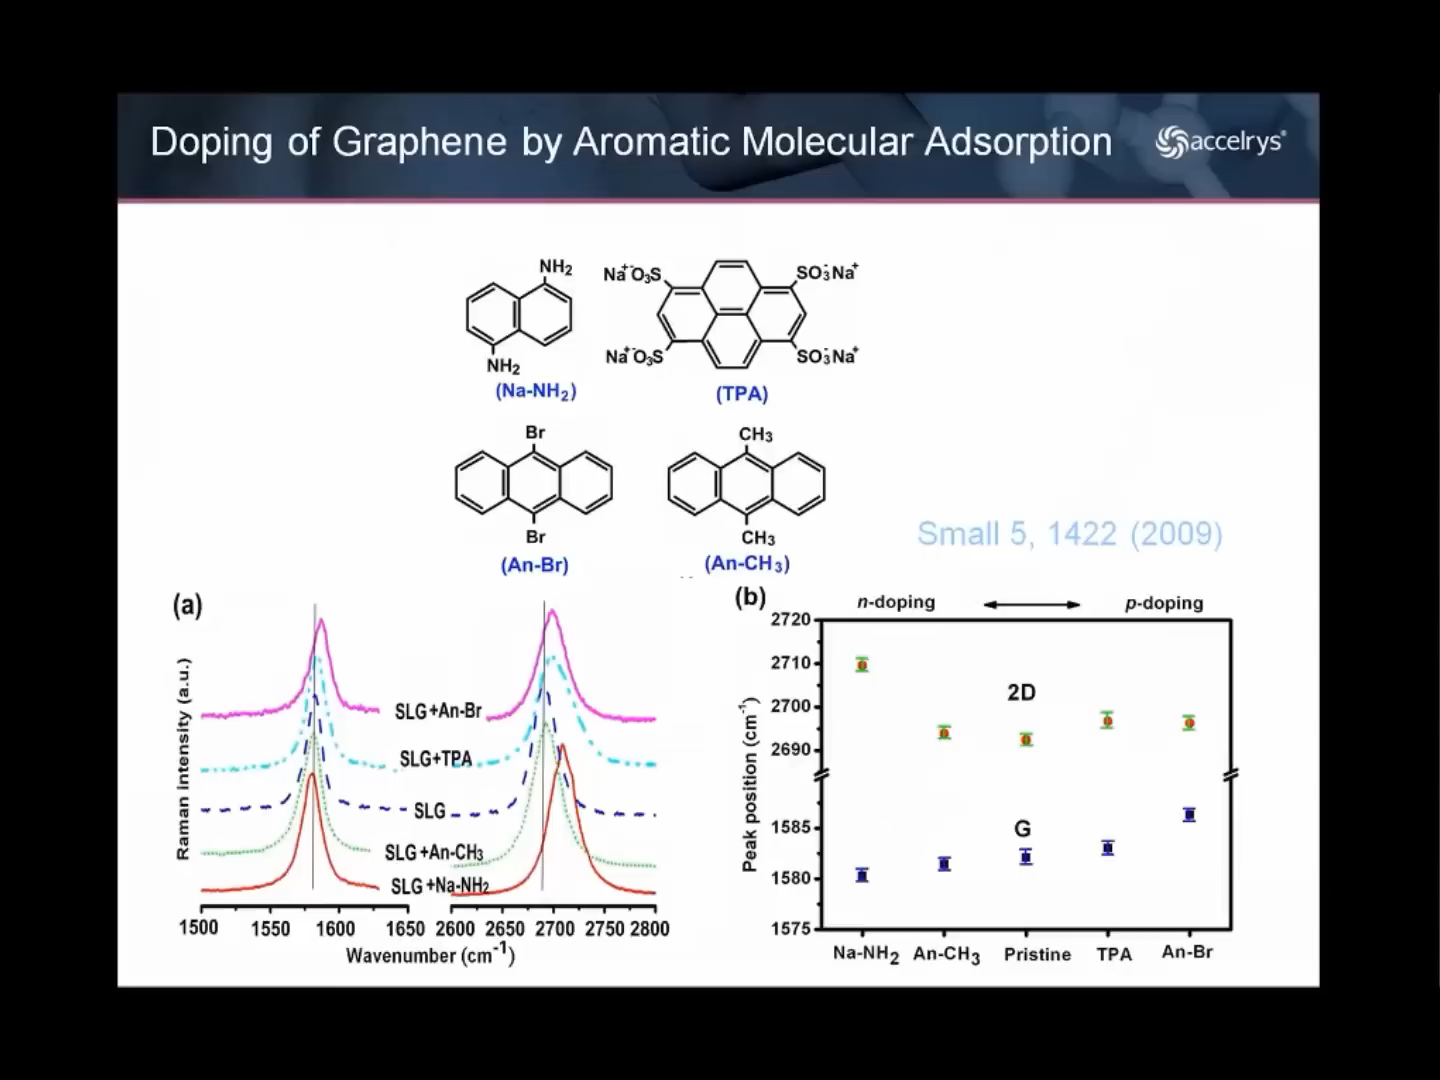 Doping of Graphene by Aromatic Molecular Adsorption
accelrys®
NH2
NH2
(Na-NH2)
Na+-O3S
SO3-Na+
Na+-O3S
SO3-Na+
(TPA)
Br
Br
(An-Br)
CH3
CH3
(An-CH3)
Small 5, 1422 (2009)
(a)
Raman intensity (a.u.)
SLG+An-Br
SLG+TPA
SLG
SLG+An-CH3
SLG+Na-NH2
1500 1550 1600 1650 2600 2650 2700 2750 2800
Wavenumber (cm-1)
(b)
n-doping
p-doping
Peak position (cm-1)
2720
2710
2700
2690
1585
1580
1575
2D
G
Na-NH2 An-CH3 Pristine TPA An-Br